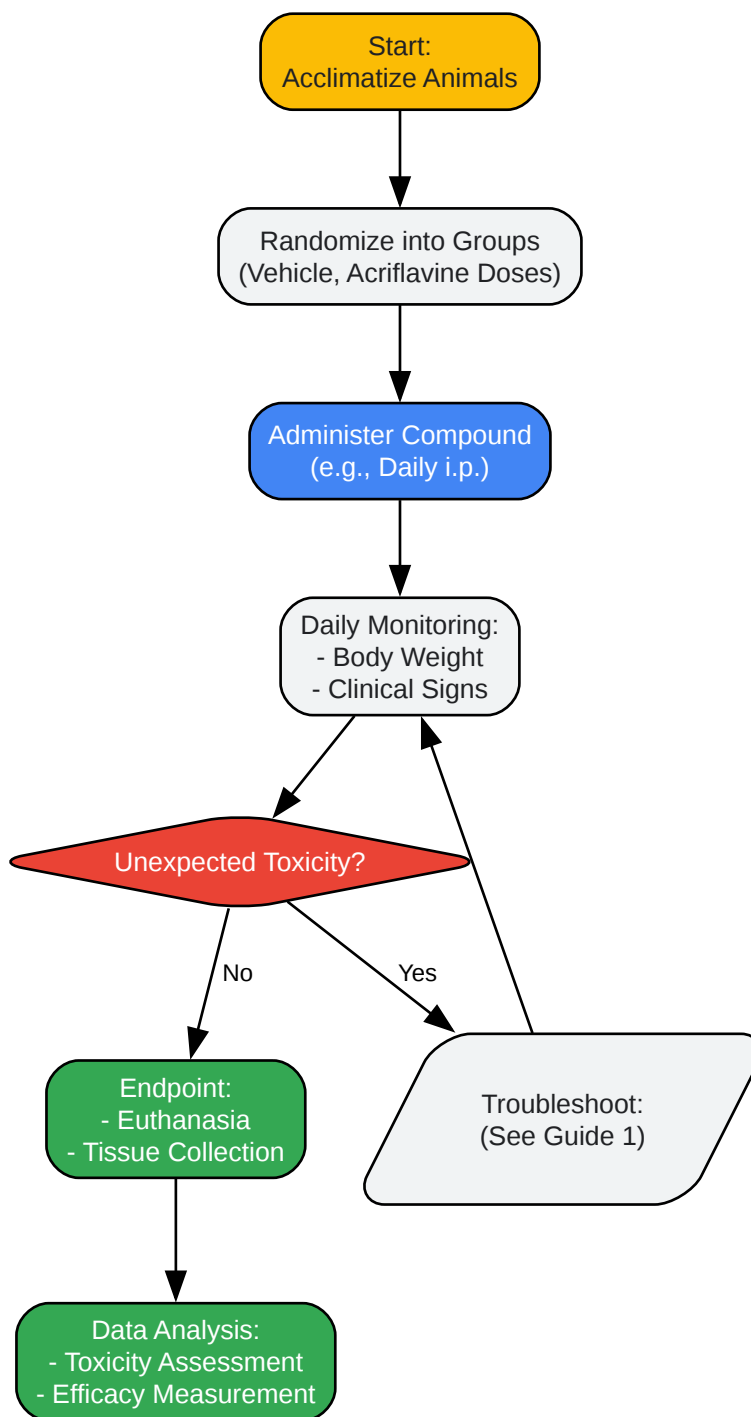 Start:
Acclimatize Animals
Randomize into Groups
(Vehicle, Acriflavine Doses)
Administer Compound
(e.g., Daily i.p.)
Daily Monitoring:
- Body Weight
- Clinical Signs
Unexpected Toxicity?
No
Yes
Endpoint:
- Euthanasia
- Tissue Collection
Troubleshoot:
(See Guide 1)
Data Analysis:
- Toxicity Assessment
- Efficacy Measurement